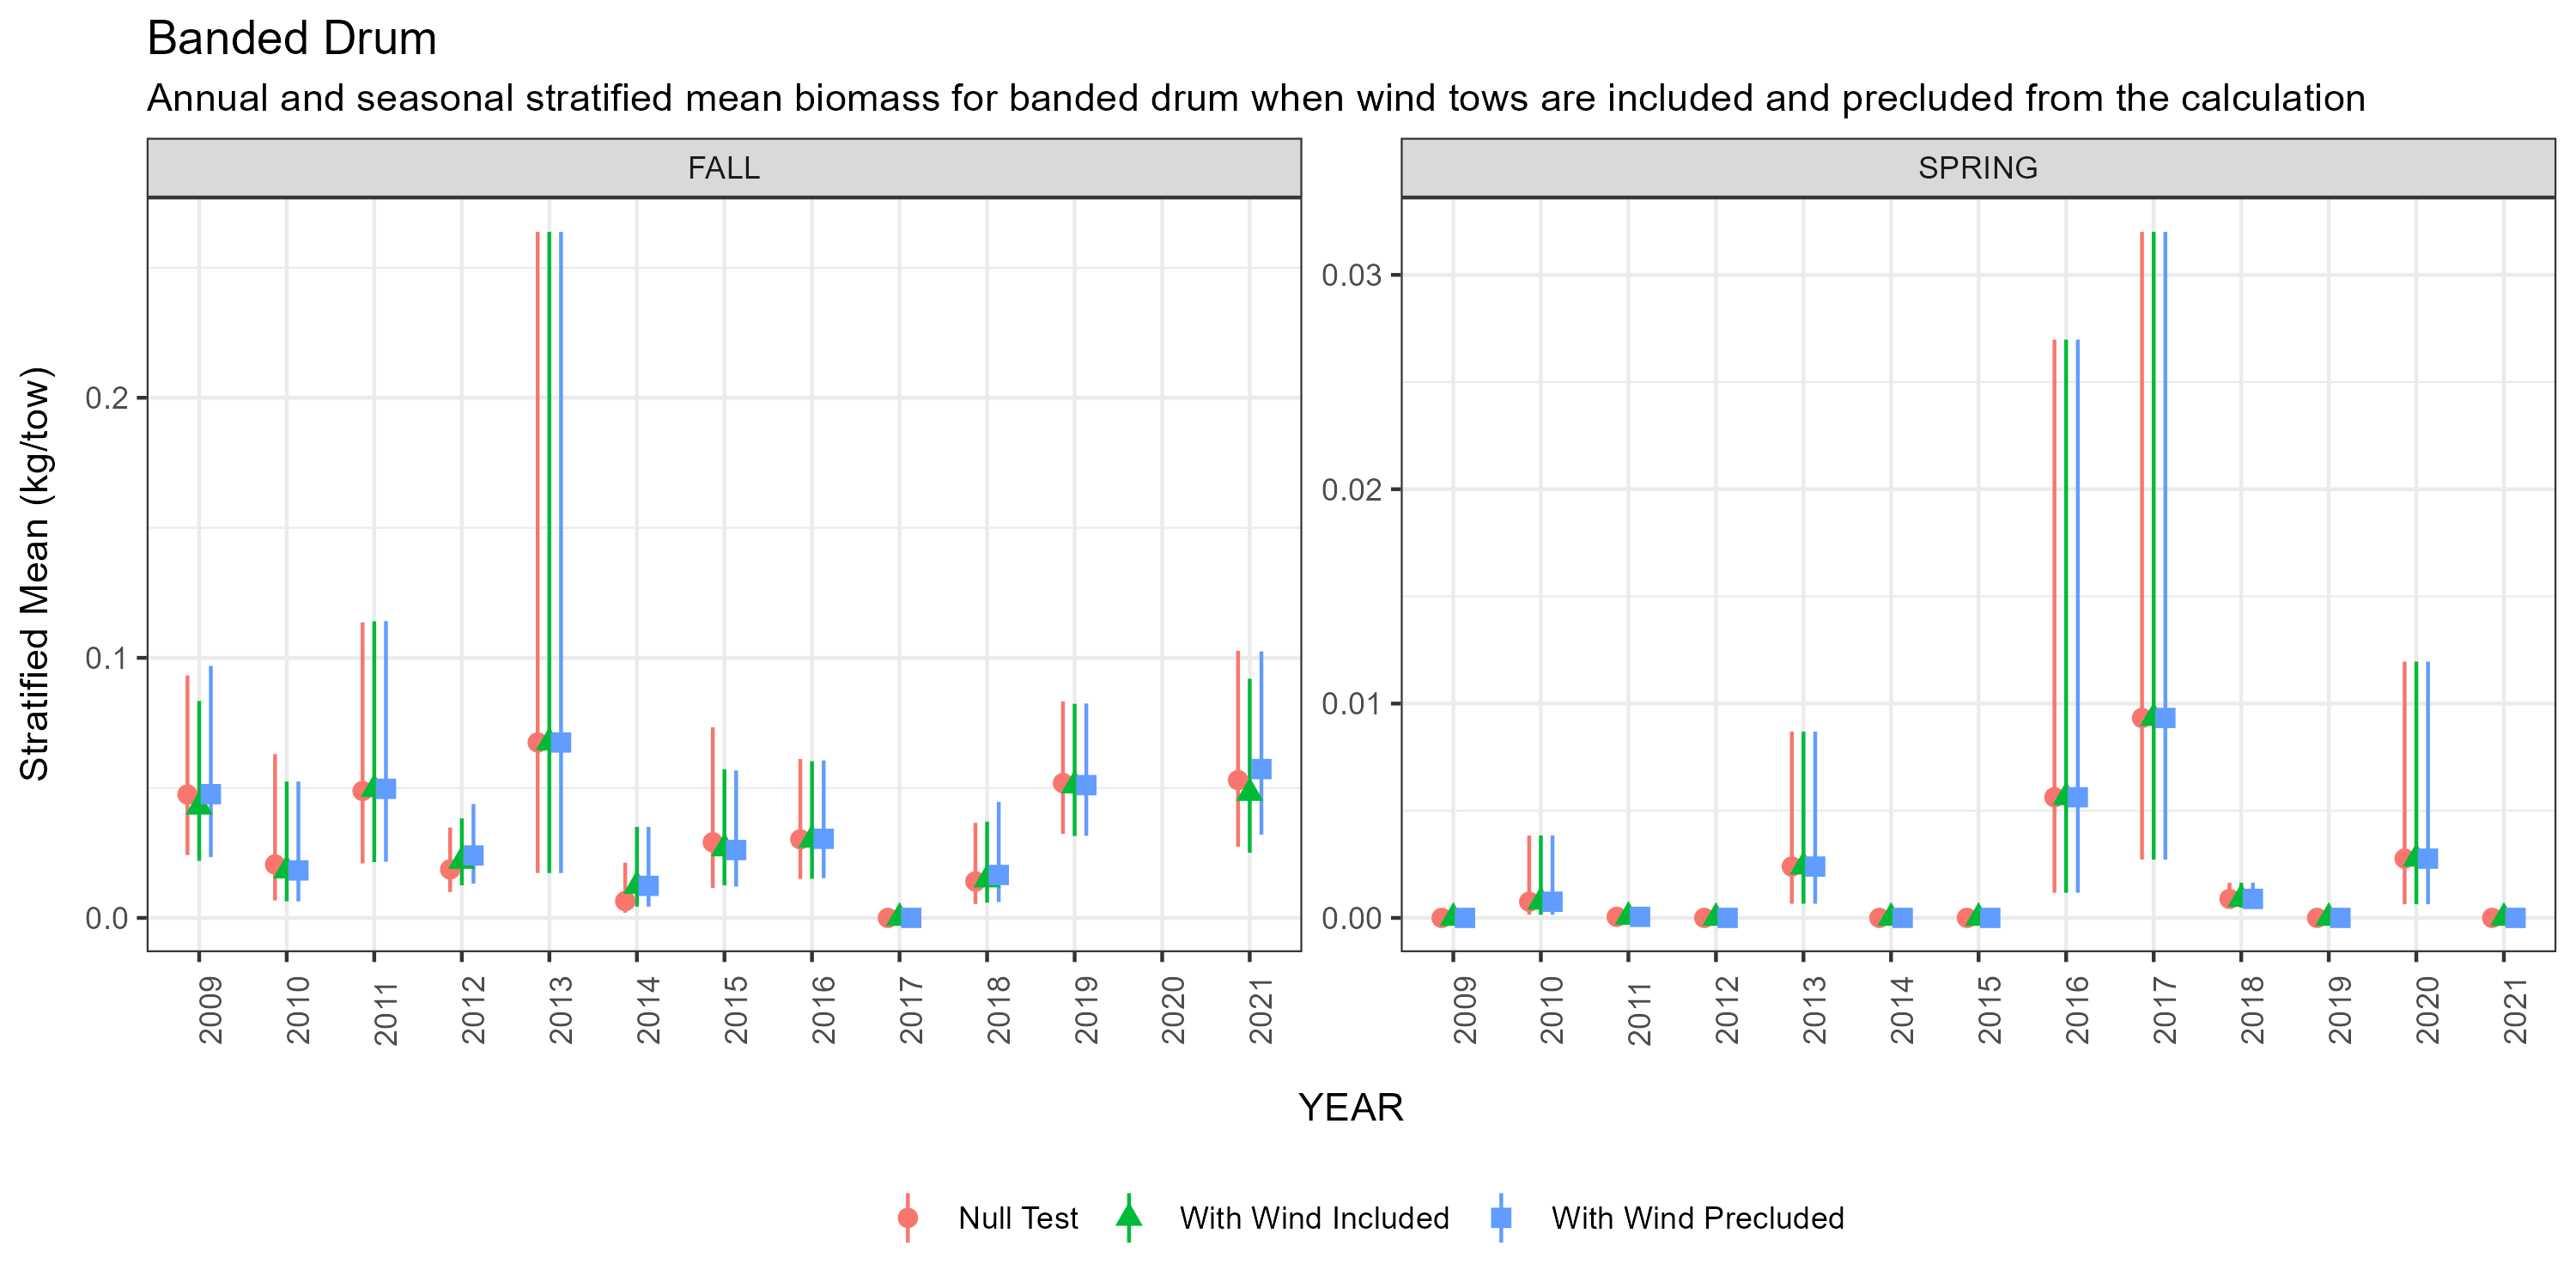 Banded Drum
Annual and seasonal stratified mean biomass for banded drum when wind tows are included and precluded from the calculation
FALL
SPRING
Stratified Mean (kg/tow)
0.2
0.1
0.0
0.03
0.02
0.01
0.00
2009 2010 2011 2012 2013 2014 2015 2016 2017 2018 2019 2020 2021
2009 2010 2011 2012 2013 2014 2015 2016 2017 2018 2019 2020 2021
YEAR
Null Test With Wind Included With Wind Precluded